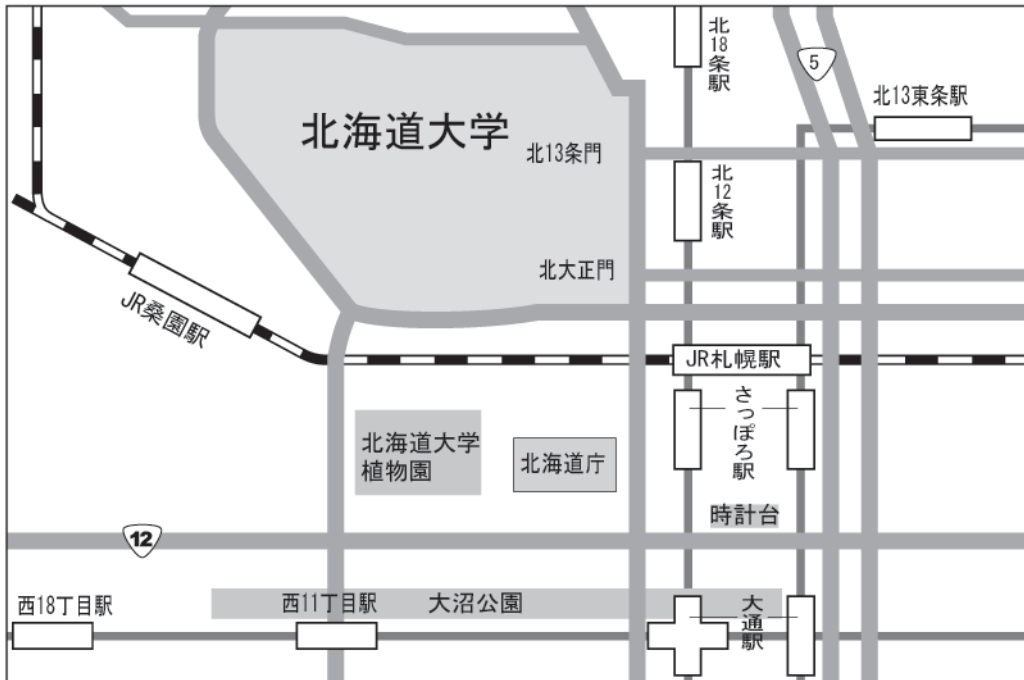 北18条駅
5
北13東条駅
北海道大学
北13条門
北12条駅
北大正門
JR桑園駅
JR札幌駅
さっぽろ駅
北海道大学
植物園
北海道庁
時計台
12
西18丁目駅
西11丁目駅
大沼公園
大通駅